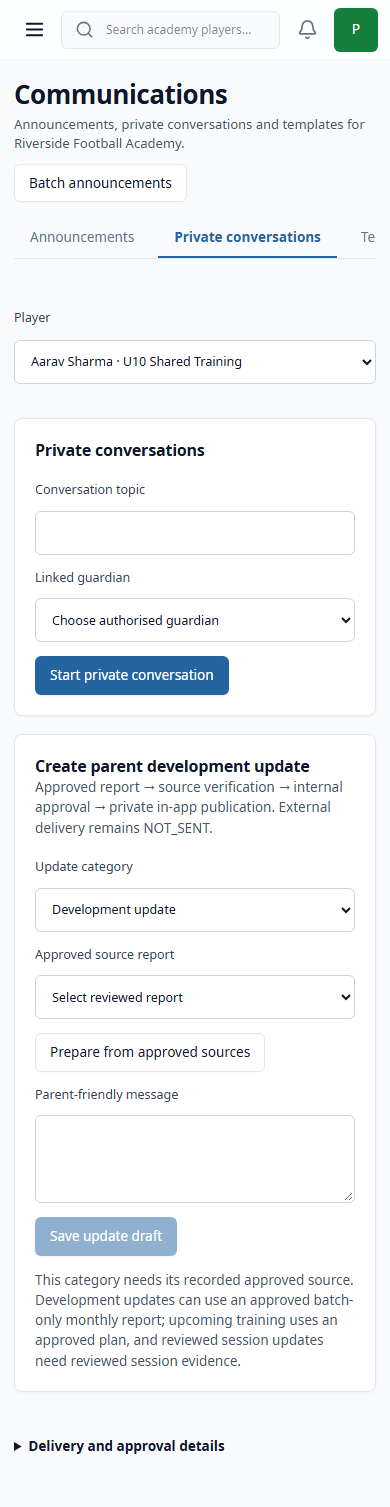 Search academy players...
P
Communications
Announcements, private conversations and templates for
Riverside Football Academy.
Batch announcements
Announcements
Private conversations
Te
Player
Aarav Sharma · U10 Shared Training
Private conversations
Conversation topic
Linked guardian
Choose authorised guardian
Start private conversation
Create parent development update
Approved report → source verification → internal
approval → private in-app publication. External
delivery remains NOT_SENT.
Update category
Development update
Approved source report
Select reviewed report
Prepare from approved sources
Parent-friendly message
Save update draft
This category needs its recorded approved source.
Development updates can use an approved batch-
only monthly report; upcoming training uses an
approved plan, and reviewed session updates
need reviewed session evidence.
Delivery and approval details